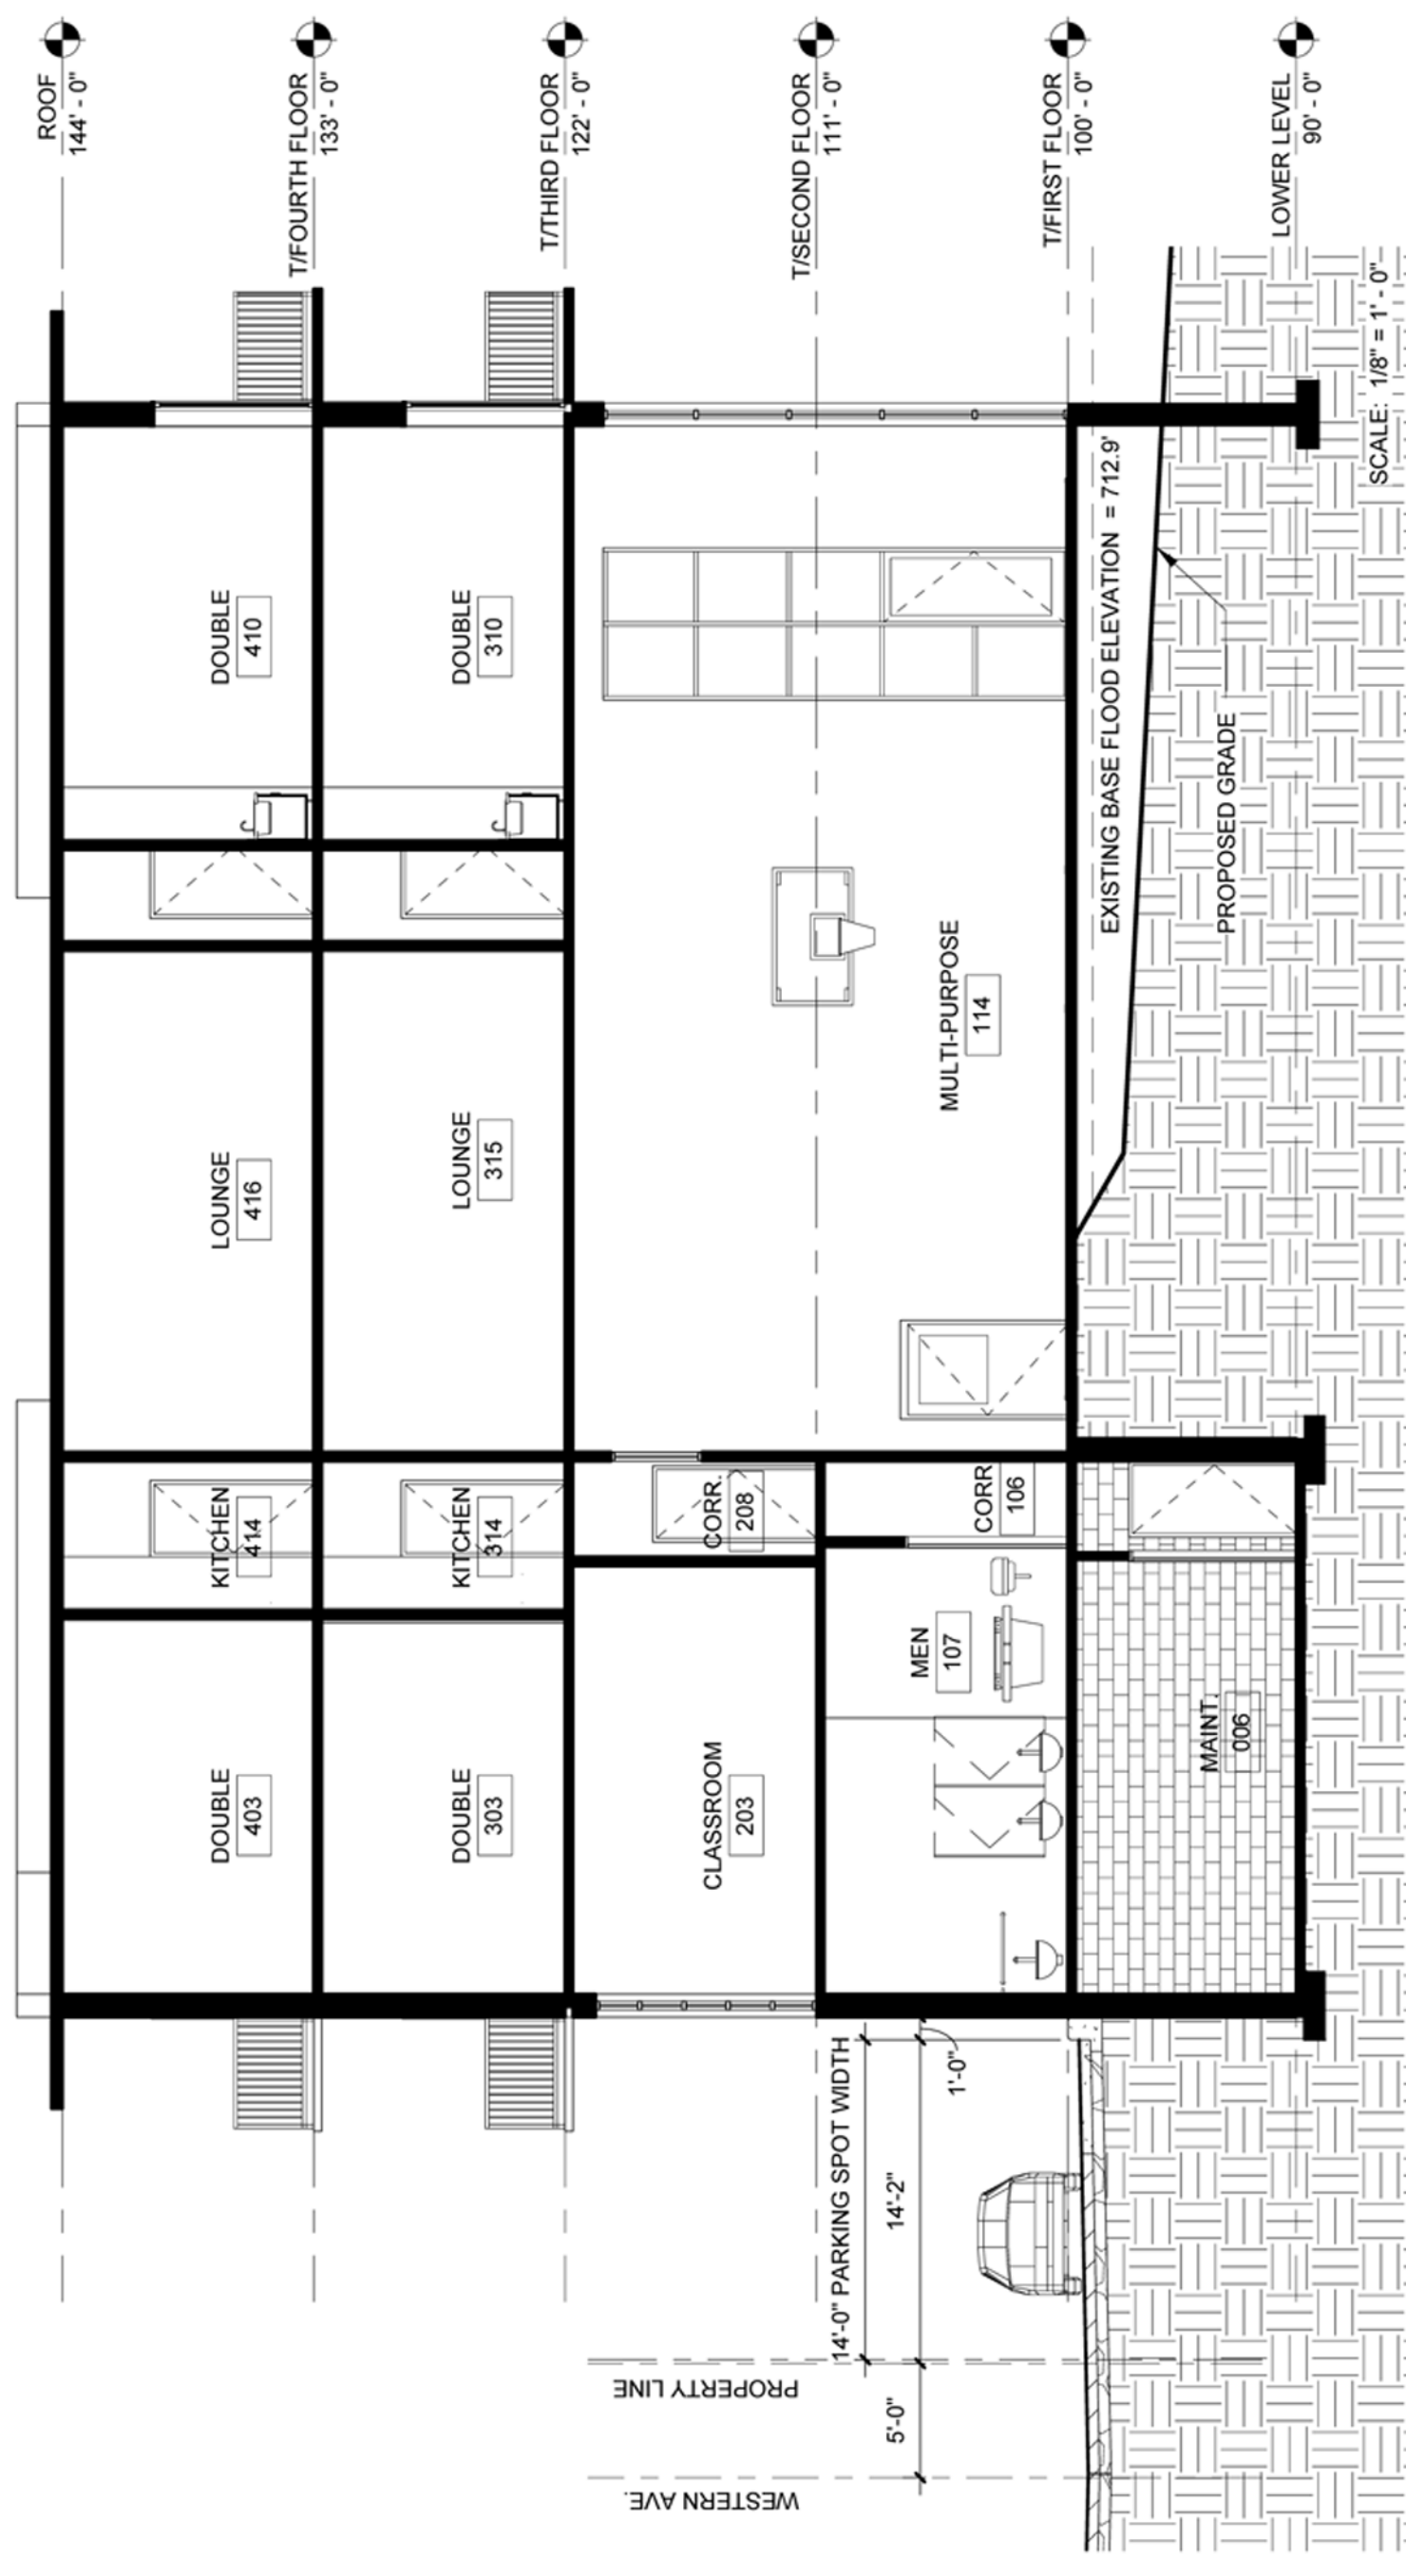 ROOF
144' - 0"
T/FOURTH FLOOR
133' - 0"
T/THIRD FLOOR
122' - 0"
T/SECOND FLOOR
111' - 0"
T/FIRST FLOOR
100' - 0"
LOWER LEVEL
90' - 0"
DOUBLE
403
KITCHEN
414
LOUNGE
416
DOUBLE
410
DOUBLE
303
KITCHEN
314
LOUNGE
315
DOUBLE
310
CLASSROOM
203
CORR.
208
MULTI-PURPOSE
114
MEN
107
CORR
106
MAINT.
006
WESTERN AVE.
PROPERTY LINE
14'-0" PARKING SPOT WIDTH
5'-0"
14'-2"
1'-0"
EXISTING BASE FLOOD ELEVATION = 712.9'
PROPOSED GRADE
SCALE: 1/8" = 1' - 0"